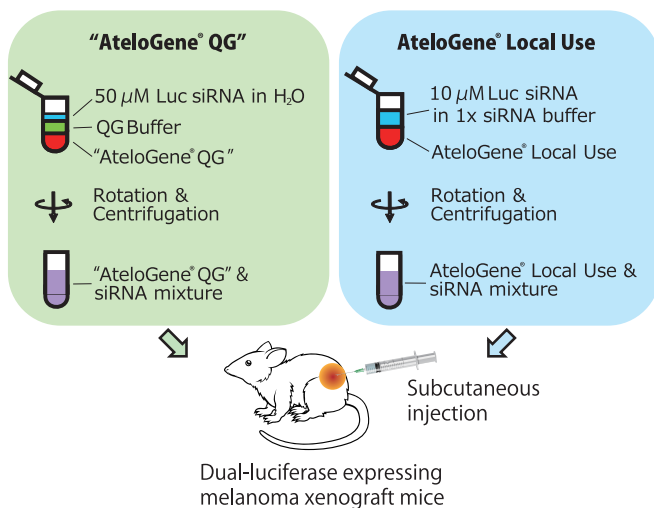 “AteloGene® QG”
50 µM Luc siRNA in H₂O
QG Buffer
“AteloGene® QG”
Rotation &
Centrifugation
“AteloGene® QG” &
siRNA mixture
AteloGene® Local Use
10 µM Luc siRNA
in 1x siRNA buffer
AteloGene® Local Use
Rotation &
Centrifugation
AteloGene® Local Use &
siRNA mixture
Subcutaneous
injection
Dual-luciferase expressing
melanoma xenograft mice